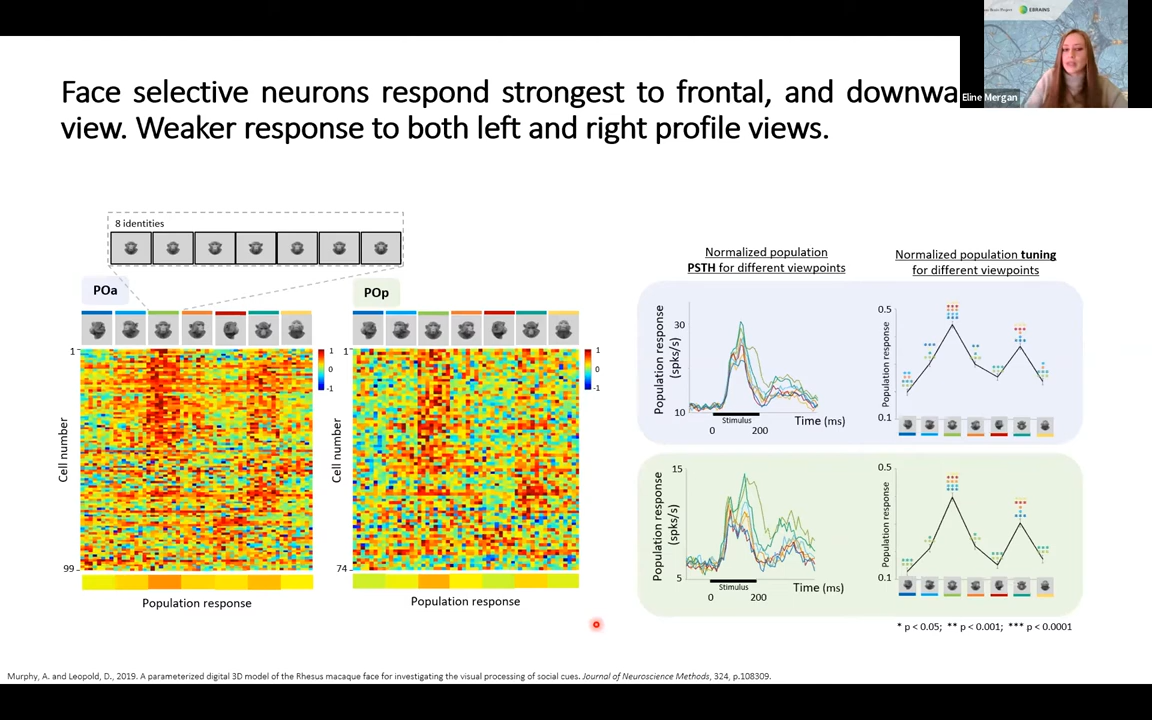 EBRAINS
Eline Mergan
Face selective neurons respond strongest to frontal, and downwa
view. Weaker response to both left and right profile views.
8 identities
POa
POp
1
99
Cell number
1
0
-1
Population response
1
74
Cell number
1
0
-1
Population response
Normalized population
PSTH for different viewpoints
Normalized population tuning
for different viewpoints
Population response
(spks/s)
30
10
Stimulus
0
200
Time (ms)
Population response
0.5
0.1
Population response
(spks/s)
15
5
Stimulus
0
200
Time (ms)
Population response
0.5
0.1
* p < 0.05; ** p < 0.001; *** p < 0.0001
Murphy, A. and Leopold, D., 2019. A parameterized digital 3D model of the Rhesus macaque face for investigating the visual processing of social cues. Journal of Neuroscience Methods, 324, p.108309.